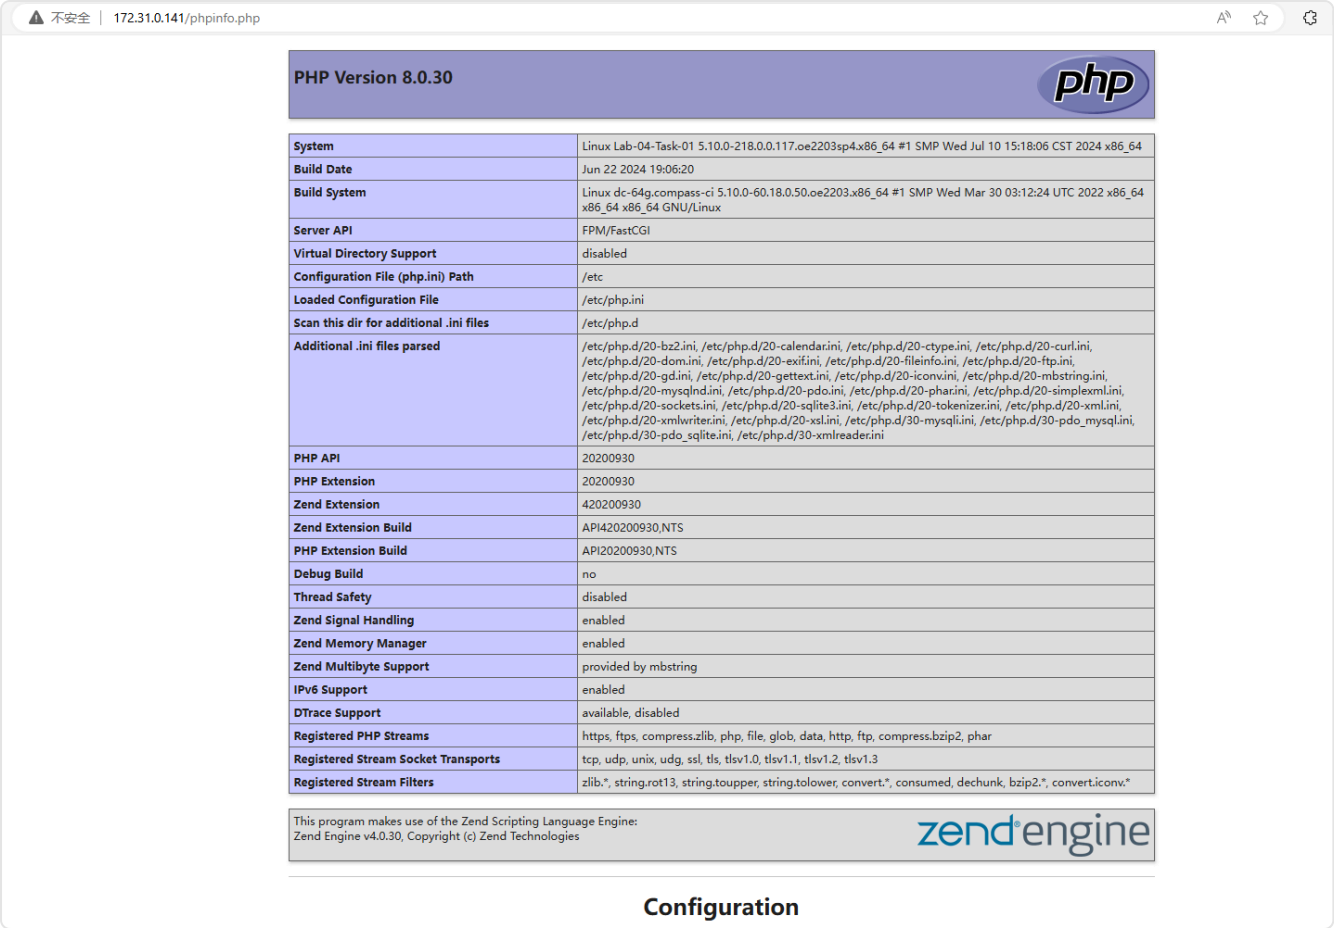 不安全 | 172.31.0.141/phpinfo.php
PHP Version 8.0.30
php
System Linux Lab-04-Task-01 5.10.0-218.0.0.117.oe2203sp4.x86_64 #1 SMP Wed Jul 10 15:18:06 CST 2024 x86_64
Build Date Jun 22 2024 19:06:20
Build System Linux dc-64g.compass-ci 5.10.0-60.18.0.50.oe2203.x86_64 #1 SMP Wed Mar 30 03:12:24 UTC 2022 x86_64
x86_64 x86_64 GNU/Linux
Server API FPM/FastCGI
Virtual Directory Support disabled
Configuration File (php.ini) Path /etc
Loaded Configuration File /etc/php.ini
Scan this dir for additional .ini files /etc/php.d
Additional .ini files parsed /etc/php.d/20-bz2.ini, /etc/php.d/20-calendar.ini, /etc/php.d/20-ctype.ini, /etc/php.d/20-curl.ini,
/etc/php.d/20-dom.ini, /etc/php.d/20-exif.ini, /etc/php.d/20-fileinfo.ini, /etc/php.d/20-ftp.ini,
/etc/php.d/20-gd.ini, /etc/php.d/20-gettext.ini, /etc/php.d/20-iconv.ini, /etc/php.d/20-mbstring.ini,
/etc/php.d/20-mysqlnd.ini, /etc/php.d/20-pdo.ini, /etc/php.d/20-phar.ini, /etc/php.d/20-simplexml.ini,
/etc/php.d/20-sockets.ini, /etc/php.d/20-sqlite3.ini, /etc/php.d/20-tokenizer.ini, /etc/php.d/20-xml.ini,
/etc/php.d/20-xmlwriter.ini, /etc/php.d/20-xsl.ini, /etc/php.d/30-mysqli.ini, /etc/php.d/30-pdo_mysql.ini,
/etc/php.d/30-pdo_sqlite.ini, /etc/php.d/30-xmlreader.ini
PHP API 20200930
PHP Extension 20200930
Zend Extension 420200930
Zend Extension Build API420200930,NTS
PHP Extension Build API20200930,NTS
Debug Build no
Thread Safety disabled
Zend Signal Handling enabled
Zend Memory Manager enabled
Zend Multibyte Support provided by mbstring
IPv6 Support enabled
DTrace Support available, disabled
Registered PHP Streams https, ftps, compress.zlib, php, file, glob, data, http, ftp, compress.bzip2, phar
Registered Stream Socket Transports tcp, udp, unix, udg, ssl, tls, tlsv1.0, tlsv1.1, tlsv1.2, tlsv1.3
Registered Stream Filters zlib.*, string.rot13, string.toupper, string.tolower, convert.*, consumed, dechunk, bzip2.*, convert.iconv.*
This program makes use of the Zend Scripting Language Engine:
Zend Engine v4.0.30, Copyright (c) Zend Technologies
zend® engine
Configuration